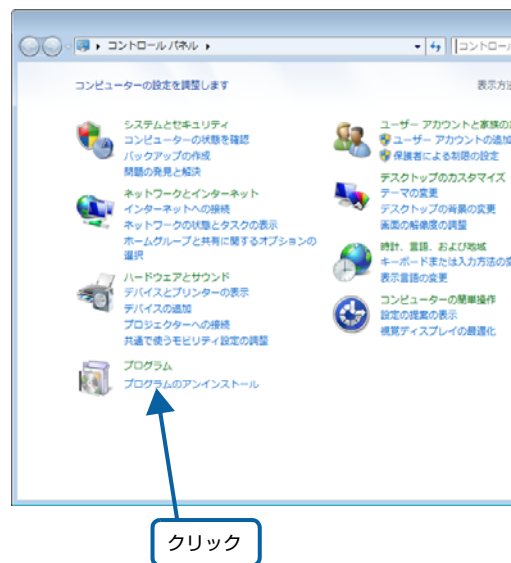 コントロール パネル
コントロール
コンピューターの設定を調整します
表示方法
システムとセキュリティ
コンピューターの状態を確認
バックアップの作成
問題の発見と解決
ネットワークとインターネット
インターネットへの接続
ネットワークの状態とタスクの表示
ホームグループと共有に関するオプションの
選択
ハードウェアとサウンド
デバイスとプリンターの表示
デバイスの追加
プロジェクターへの接続
共通で使うモビリティ設定の調整
プログラム
プログラムのアンインストール
ユーザー アカウントと家族の
ユーザー アカウントの追加
保護者による制限の設定
デスクトップのカスタマイズ
テーマの変更
デスクトップの背景の変更
画面の解像度の調整
時計、言語、および地域
キーボードまたは入力方法の変
表示言語の変更
コンピューターの簡単操作
設定の提案の表示
視覚ディスプレイの最適化
クリック